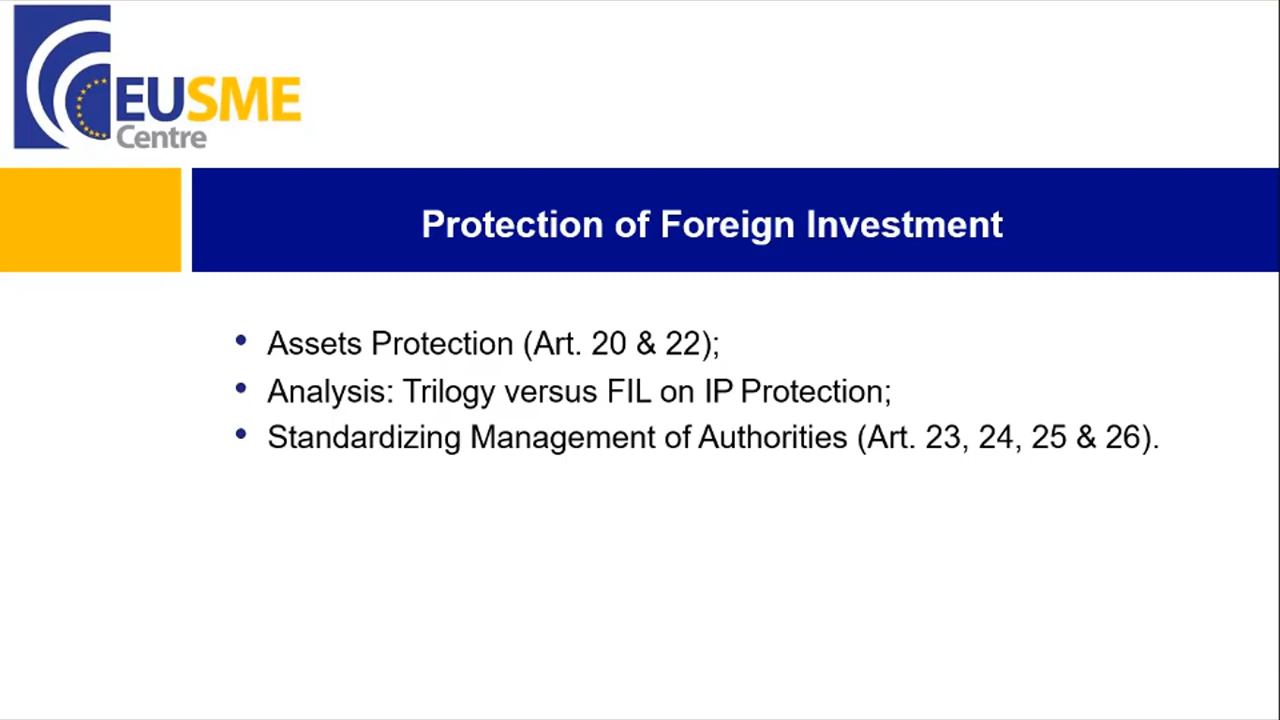 EUSME
Centre
Protection of Foreign Investment
• Assets Protection (Art. 20 & 22);
• Analysis: Trilogy versus FIL on IP Protection;
• Standardizing Management of Authorities (Art. 23, 24, 25 & 26).